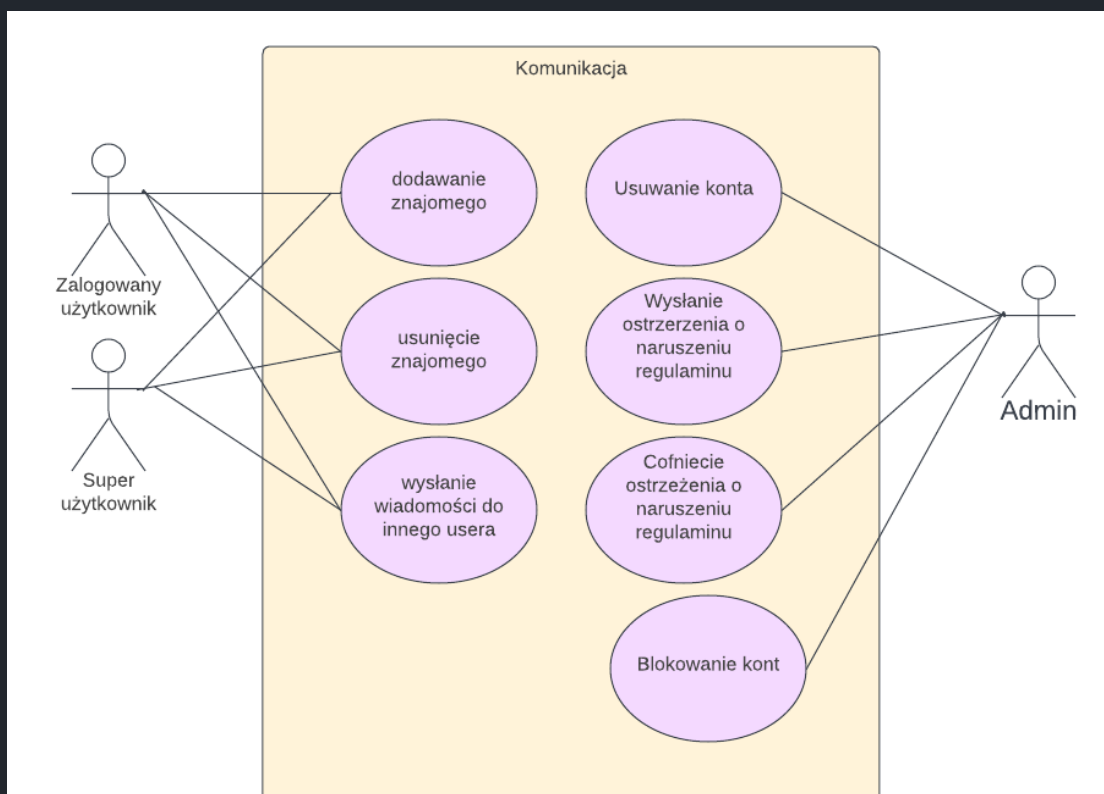 Komunikacja
dodawanie
znajomego
Usuwanie konta
Zalogowany
użytkownik
usunięcie
znajomego
Wysłanie
ostrzerzenia o
naruszeniu
regulaminu
Admin
Super
użytkownik
wysłanie
wiadomości do
innego usera
Cofniecie
ostrzeżenia o
naruszeniu
regulaminu
Blokowanie kont